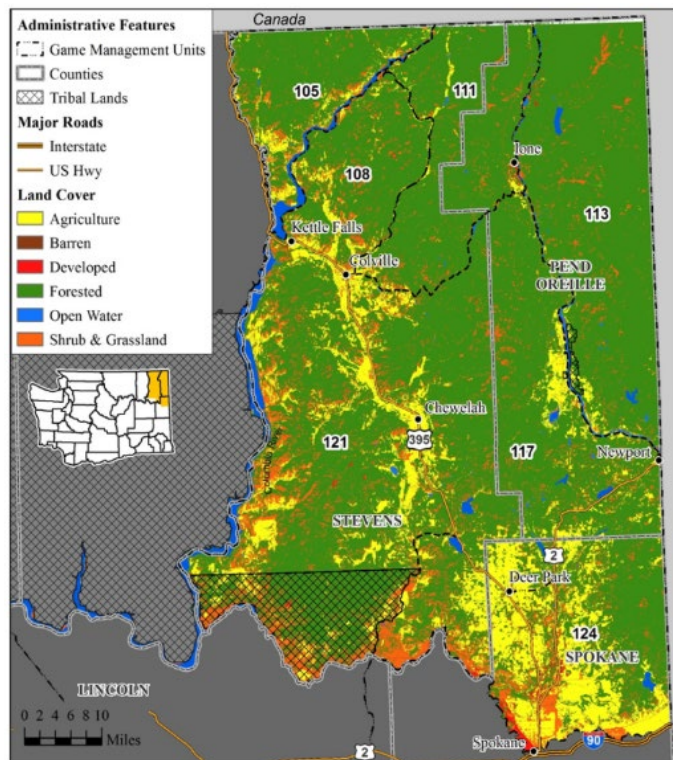 Canada
Administrative Features
Game Management Units
Counties
Tribal Lands
Major Roads
Interstate
US Hwy
Land Cover
Agriculture
Barren
Developed
Forested
Open Water
Shrub & Grassland
105
111
108
Ione
113
Kettle Falls
Colville
PEND
OREILLE
Chewelah
395
121
117
Newport
Columbia River
STEVENS
2
Deer Park
124
SPOKANE
LINCOLN
0 2 4 6 8 10
Miles
2
Spokane
90